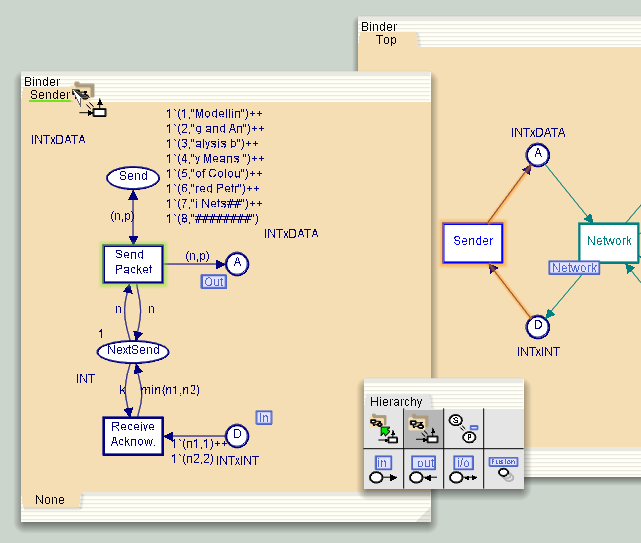 Binder
Top
INTxDATA
A
Sender
Network
Network
D
INTxINT
Binder
Sender
INTxDATA
1`(1,"Modellin")++
1`(2,"g and An")++
1`(3,"alysis b")++
1`(4,"y Means ")++
1`(5,"of Colou")++
1`(6,"red Petr")++
1`(7,"i Nets##")++
1`(8,"########")
Send
(n,p)
INTxDATA
Send
Packet
(n,p)
A
Out
n
n
1
NextSend
INT
k
min(n1,n2)
Receive
Acknow.
In
D
1`(n1,1)++
1`(n2,2)
INTxINT
None
Hierarchy
S
P
in
out
i/o
Fusion